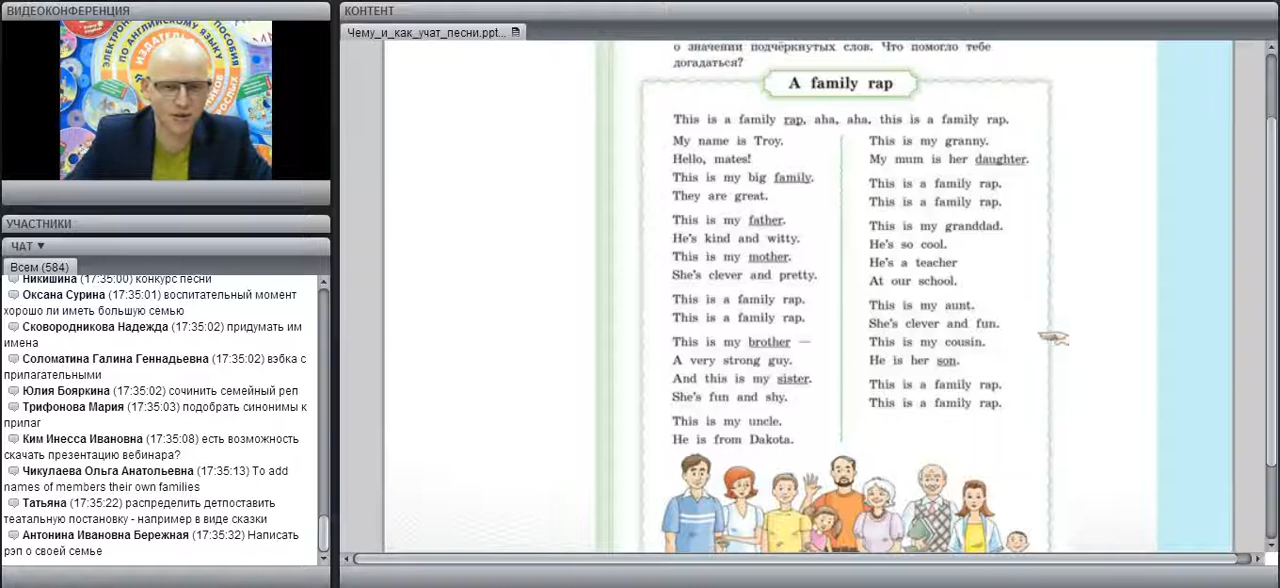 ВИДЕОКОНФЕРЕНЦИЯ
ЭЛЕКТРОН
ПОСОБИЯ
ПО АНГЛИЙСКОМУ ЯЗЫКУ
ИЗДАТЕЛЬ
УЧАСТНИКИ
ЧАТ ▼
Всем (584)
Никишина (17:35:00) конкурс песни
Оксана Сурина (17:35:01) воспитательный момент
хорошо ли иметь большую семью
Сковородникова Надежда (17:35:02) придумать им
имена
Соломатина Галина Геннадьевна (17:35:02) вэбка с
прилагательными
Юлия Бояркина (17:35:02) сочинить семейный реп
Трифонова Мария (17:35:03) подобрать синонимы к
прилаг
Ким Инесса Ивановна (17:35:08) есть возможность
скачать презентацию вебинара?
Чикулаева Ольга Анатольевна (17:35:13) To add
names of members their own families
Татьяна (17:35:22) распределить детпоставить
театальную постановку - например в виде сказки
Антонина Ивановна Бережная (17:35:32) Написать
рэп о своей семье
КОНТЕНТ
Чему_и_как_учат_песни.ppt...
о значении подчёркнутых слов. Что помогло тебе
догадаться?
A family rap
This is a family rap, aha, aha, this is a family rap.
My name is Troy.
Hello, mates!
This is my big family.
They are great.
This is my father.
He's kind and witty.
This is my mother.
She's clever and pretty.
This is a family rap.
This is a family rap.
This is my brother —
A very strong guy.
And this is my sister.
She's fun and shy.
This is my uncle.
He is from Dakota.
This is my granny.
My mum is her daughter.
This is a family rap.
This is a family rap.
This is my granddad.
He's so cool.
He's a teacher
At our school.
This is my aunt.
She's clever and fun.
This is my cousin.
He is her son.
This is a family rap.
This is a family rap.